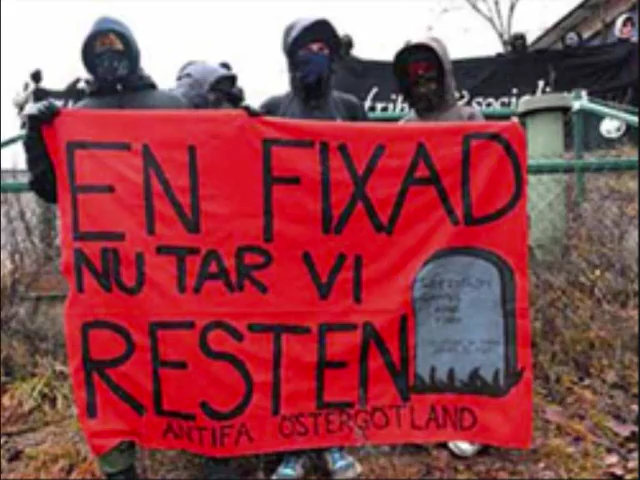 EN FIXAD
NU TAR VI
RESTEN
ANTIFA ÖSTERGÖTLAND